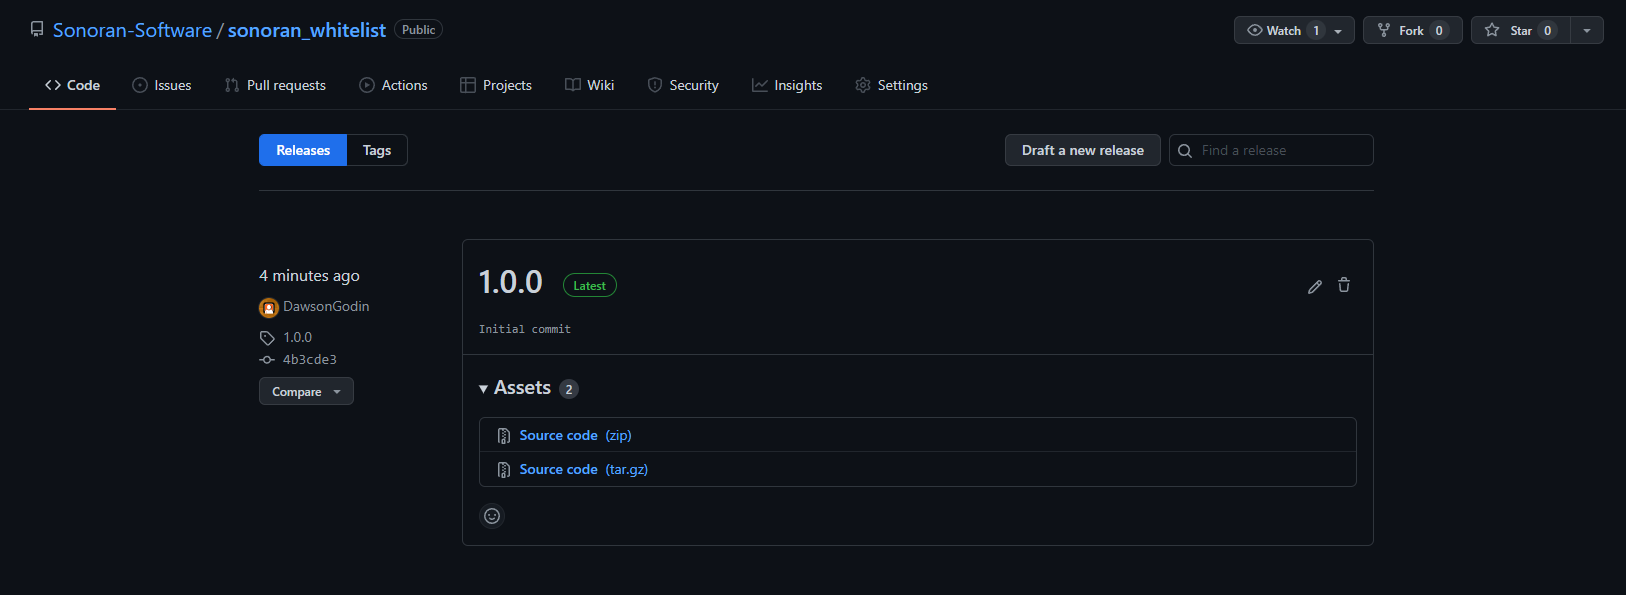 Sonoran-Software / sonoran_whitelist Public
Watch 1 Fork 0 Star 0
Code Issues Pull requests Actions Projects Wiki Security Insights Settings
Releases Tags Draft a new release Find a release
4 minutes ago
DawsonGodin
1.0.0
4b3cde3
Compare
1.0.0 Latest
Initial commit
Assets 2
Source code (zip)
Source code (tar.gz)